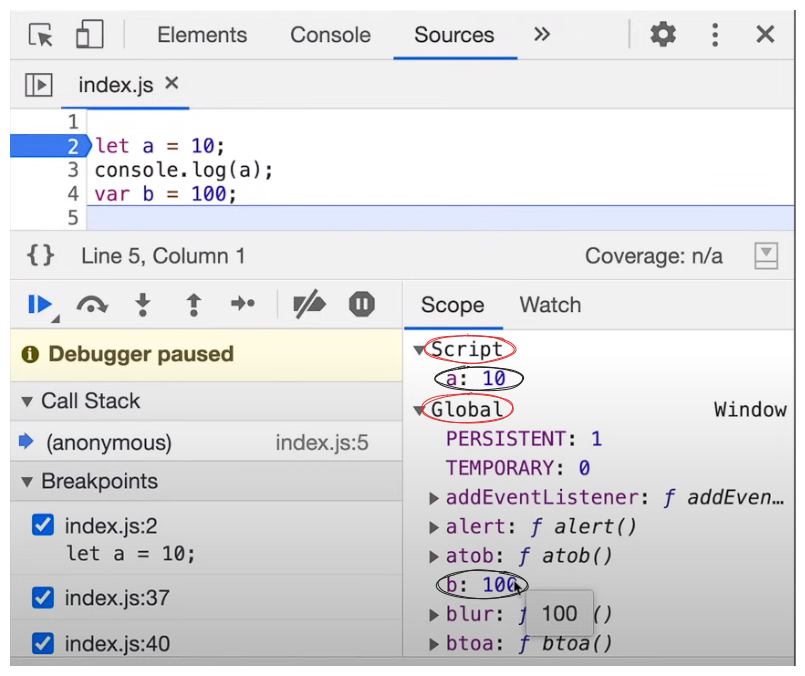 Elements Console Sources »
index.js ×
1
2 let a = 10;
3 console.log(a);
4 var b = 100;
5
{} Line 5, Column 1 Coverage: n/a
Scope Watch
Debugger paused
Call Stack
(anonymous) index.js:5
Breakpoints
index.js:2
let a = 10;
index.js:37
index.js:40
Script
a: 10
Global Window
PERSISTENT: 1
TEMPORARY: 0
addEventListener: ƒ addEven…
alert: ƒ alert()
atob: ƒ atob()
b: 100
blur: ƒ ()
100
btoa: ƒ btoa()